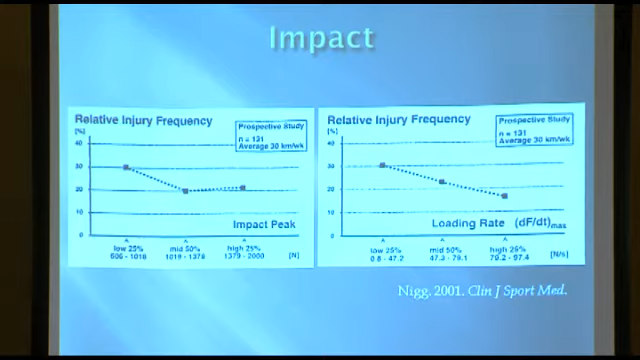 Impact
Relative Injury Frequency
[%]
Prospective Study
n = 131
Average 30 km/wk
40
30
20
10
0
Impact Peak
low 25%
mid 50%
high 25%
1019 - 1378
1379 - 2000
[N]
Relative Injury Frequency
[%]
Prospective Study
n = 131
Average 30 km/wk
40
30
20
10
0
Loading Rate (dF/dt)max
low 25%
mid 50%
high 25%
47.3 - 79.1
79.2 - 97.4
[N/s]
Nigg. 2001. Clin J Sport Med.